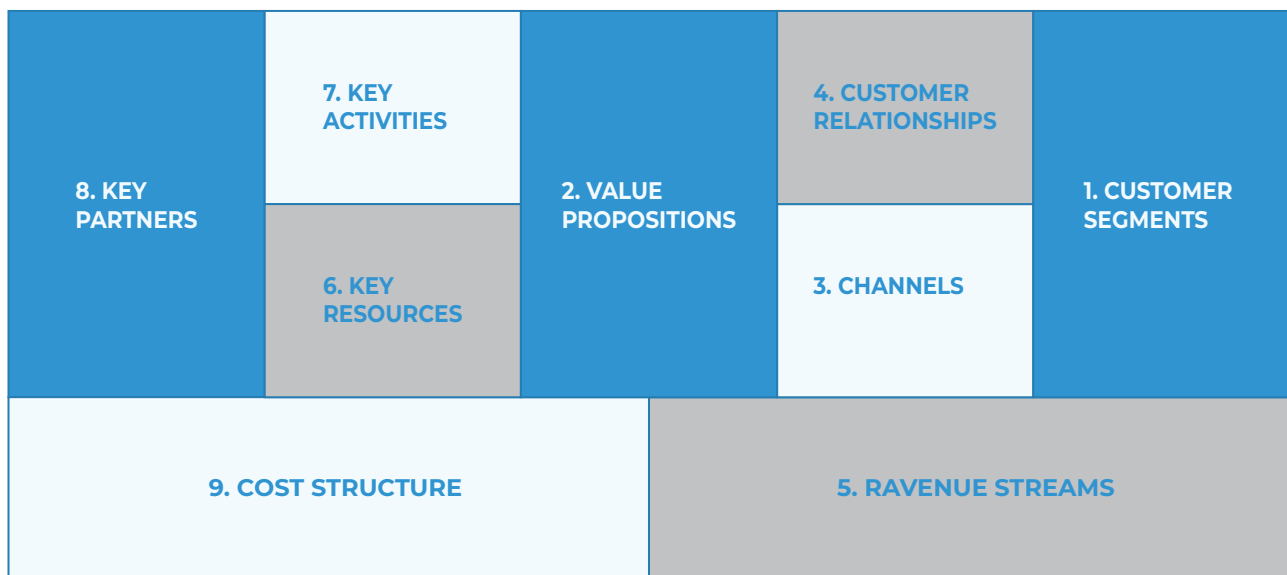 7. KEY
ACTIVITIES
4. CUSTOMER
RELATIONSHIPS
8. KEY
PARTNERS
2. VALUE
PROPOSITIONS
1. CUSTOMER
SEGMENTS
6. KEY
RESOURCES
3. CHANNELS
9. COST STRUCTURE
5. RAVENUE STREAMS